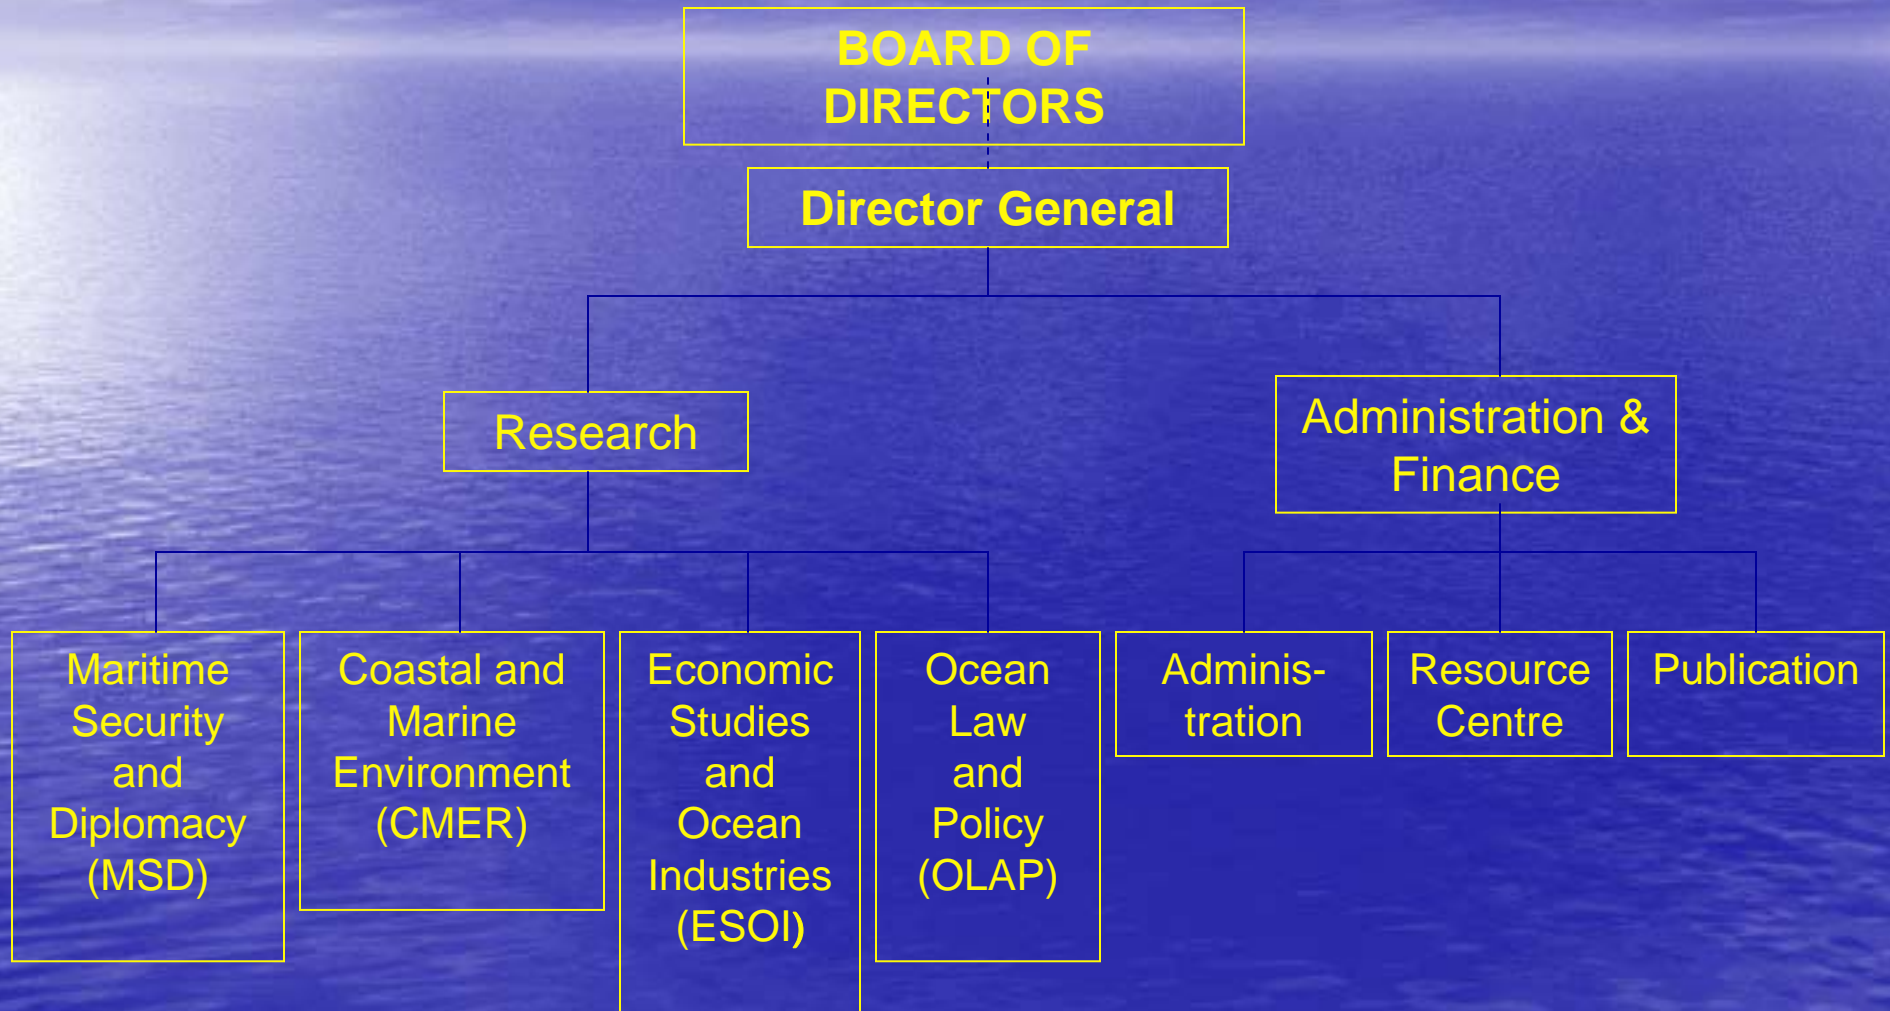 BOARD OF
DIRECTORS
Director General
Research
Administration &
Finance
Maritime
Security
and
Diplomacy
(MSD)
Coastal and
Marine
Environment
(CMER)
Economic
Studies
and
Ocean
Industries
(ESOI)
Ocean
Law
and
Policy
(OLAP)
Adminis-
tration
Resource
Centre
Publication